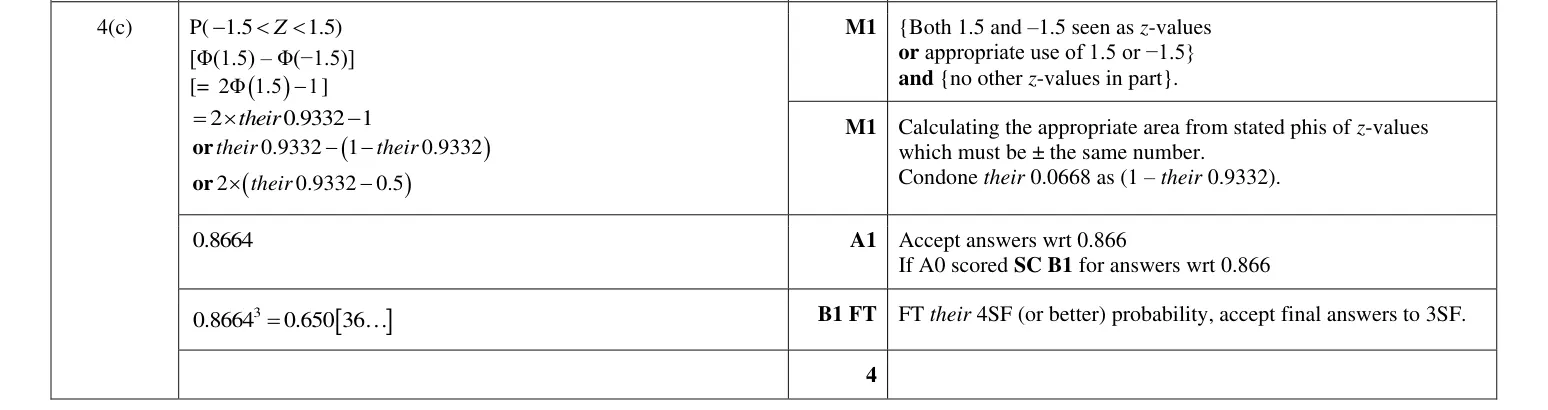 4(c)
P( −1.5 < Z < 1.5)
[Φ(1.5) – Φ(−1.5)]
[= 2Φ(1.5) −1]
= 2× their 0.9332 −1
or their 0.9332 − (1− their 0.9332)
or 2×(their 0.9332 − 0.5)
M1
{Both 1.5 and –1.5 seen as z-values
or appropriate use of 1.5 or −1.5}
and {no other z-values in part}.
M1
Calculating the appropriate area from stated phis of z-values
which must be ± the same number.
Condone their 0.0668 as (1 – their 0.9332).
0.8664
A1
Accept answers wrt 0.866
If A0 scored SC B1 for answers wrt 0.866
0.8664³ = 0.650[36…]
B1 FT
FT their 4SF (or better) probability, accept final answers to 3SF.
4